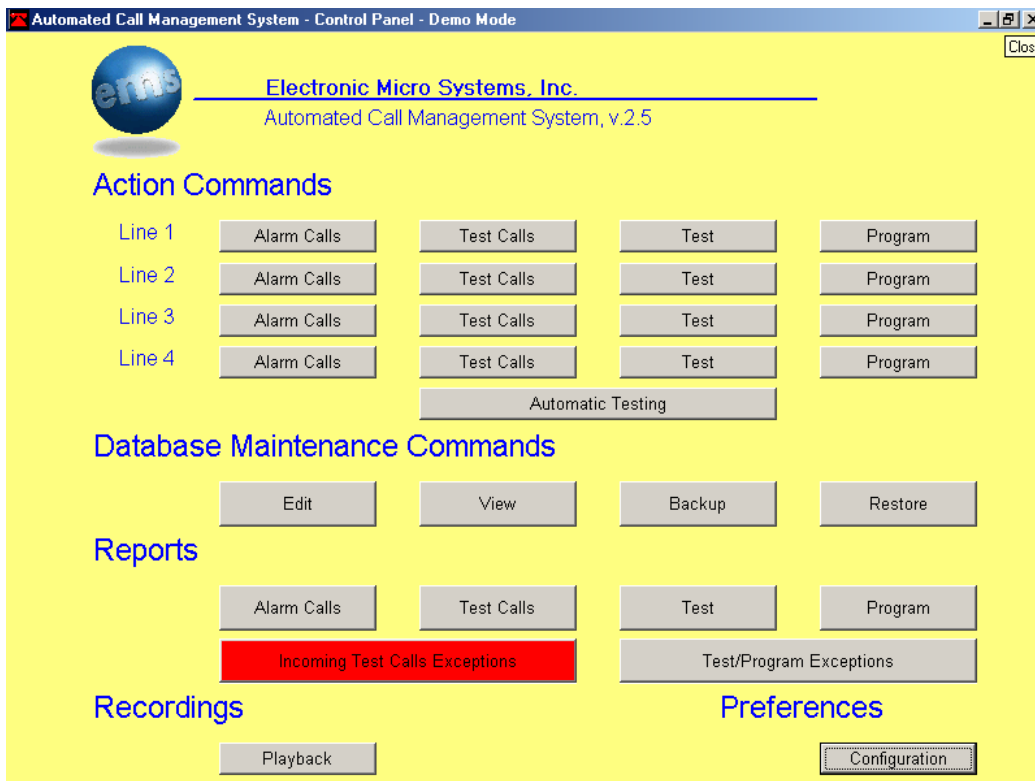 Automated Call Management System - Control Panel - Demo Mode
Clos
ems
Electronic Micro Systems, Inc.
Automated Call Management System, v.2.5
Action Commands
Line 1 Alarm Calls Test Calls Test Program
Line 2 Alarm Calls Test Calls Test Program
Line 3 Alarm Calls Test Calls Test Program
Line 4 Alarm Calls Test Calls Test Program
Automatic Testing
Database Maintenance Commands
Edit View Backup Restore
Reports
Alarm Calls Test Calls Test Program
Incoming Test Calls Exceptions Test/Program Exceptions
Recordings Preferences
Playback Configuration